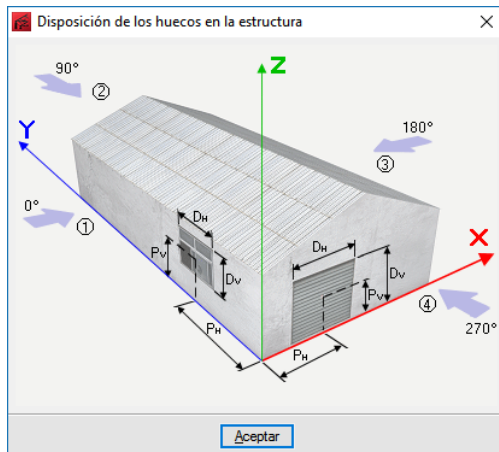 Disposición de los huecos en la estructura
Z
90°
②
Y
180°
③
0°
①
DH
PV
DV
DH
X
DV
PV
④
PH
PH
270°
Aceptar